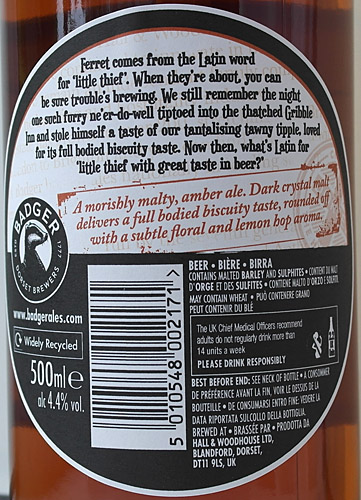 Ferret comes from the Latin word
for 'little thief'. When they're about, you can
be sure trouble's brewing. We still remember the night
one such furry ne'er-do-well tiptoed into the thatched Gribble
Inn and stole himself a taste of our tantalising tawny tipple, loved
for its full bodied biscuity taste. Now then, what's Latin for
'little thief with great taste in beer?'
A morishly malty, amber ale. Dark crystal malt
delivers a full bodied biscuity taste, rounded off
with a subtle floral and lemon hop aroma.
BADGER
ESTD 1777
DORSET BREWERS
www.badgerales.com
Widely Recycled
500ml e
alc 4.4% vol.
5 010548 002171 >
BEER • BIÈRE • BIRRA
CONTAINS MALTED BARLEY AND SULPHITES • CONTIENT DU MALT
D'ORGE ET DES SULFITES • CONTIENE MALTO D'ORZO E SOLFITI
MAY CONTAIN WHEAT • PUÒ CONTENERE GRANO
PEUT CONTENIR DU BLÉ.
The UK Chief Medical Officers recommend
adults do not regularly drink more than
14 units a week
PLEASE DRINK RESPONSIBLY
BEST BEFORE END: SEE NECK OF BOTTLE • A CONSOMMER
DE PRÉFÉRENCE AVANT LA FIN, VOIR LE DESSUS DE LA
BOUTEILLE • DE CONSUMARSI ENTRO FINE: VEDERE LA
DATA RIPORTATA SULCOLLO DELLA BOTTIGLIA.
BREWED AT • BRASSÉE PAR • PRODOTTA DA
HALL & WOODHOUSE LTD,
BLANDFORD, DORSET,
DT11 9LS, UK